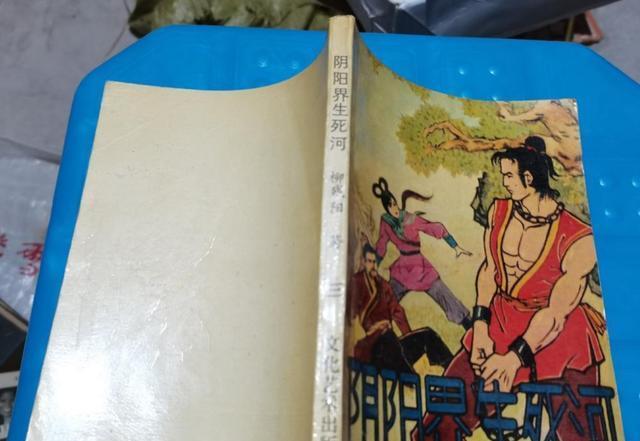 阴阳界生死河
柳残阳 著
三
文化艺术出版
阴阳界生死河